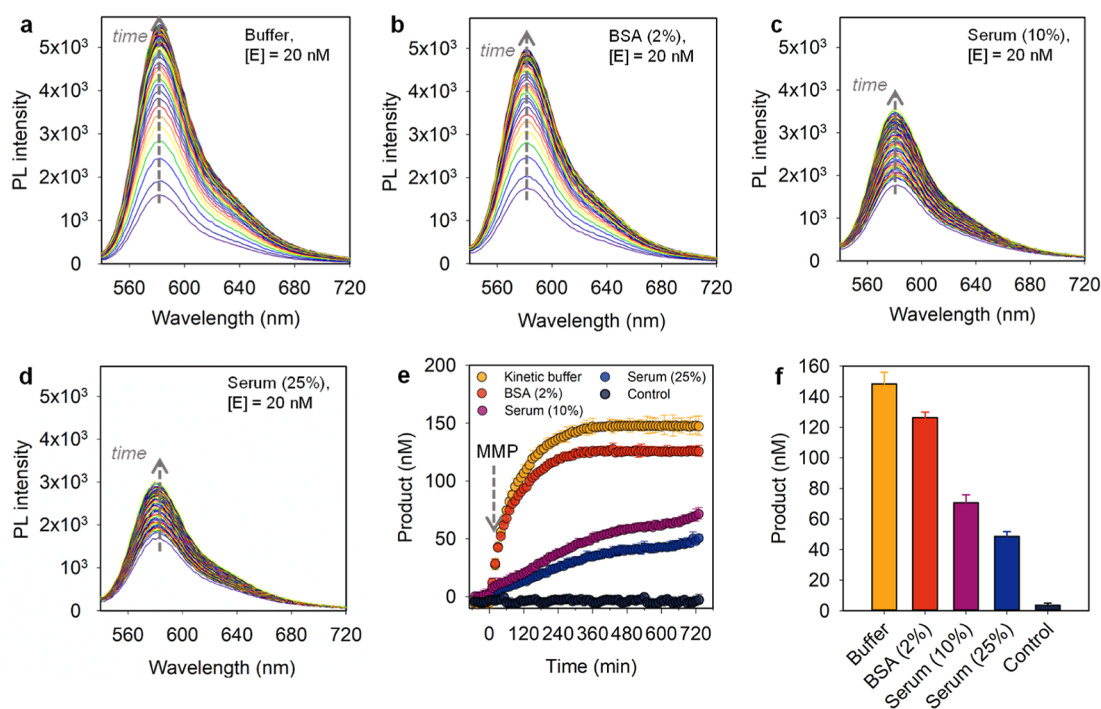 a
time
Buffer,
[E] = 20 nM
PL intensity
5x10³
4x10³
3x10³
2x10³
1x10³
0
560 600 640 680 720
Wavelength (nm)
b
time
BSA (2%),
[E] = 20 nM
PL intensity
5x10³
4x10³
3x10³
2x10³
1x10³
0
560 600 640 680 720
Wavelength (nm)
c
time
Serum (10%),
[E] = 20 nM
PL intensity
5x10³
4x10³
3x10³
2x10³
1x10³
0
560 600 640 680 720
Wavelength (nm)
d
time
Serum (25%),
[E] = 20 nM
PL intensity
5x10³
4x10³
3x10³
2x10³
1x10³
0
560 600 640 680 720
Wavelength (nm)
e
Kinetic buffer
BSA (2%)
Serum (10%)
Serum (25%)
Control
MMP
Product (nM)
200
150
100
50
0
0 120 240 360 480 600 720
Time (min)
f
Product (nM)
160
140
120
100
80
60
40
20
0
Buffer
BSA (2%)
Serum (10%)
Serum (25%)
Control